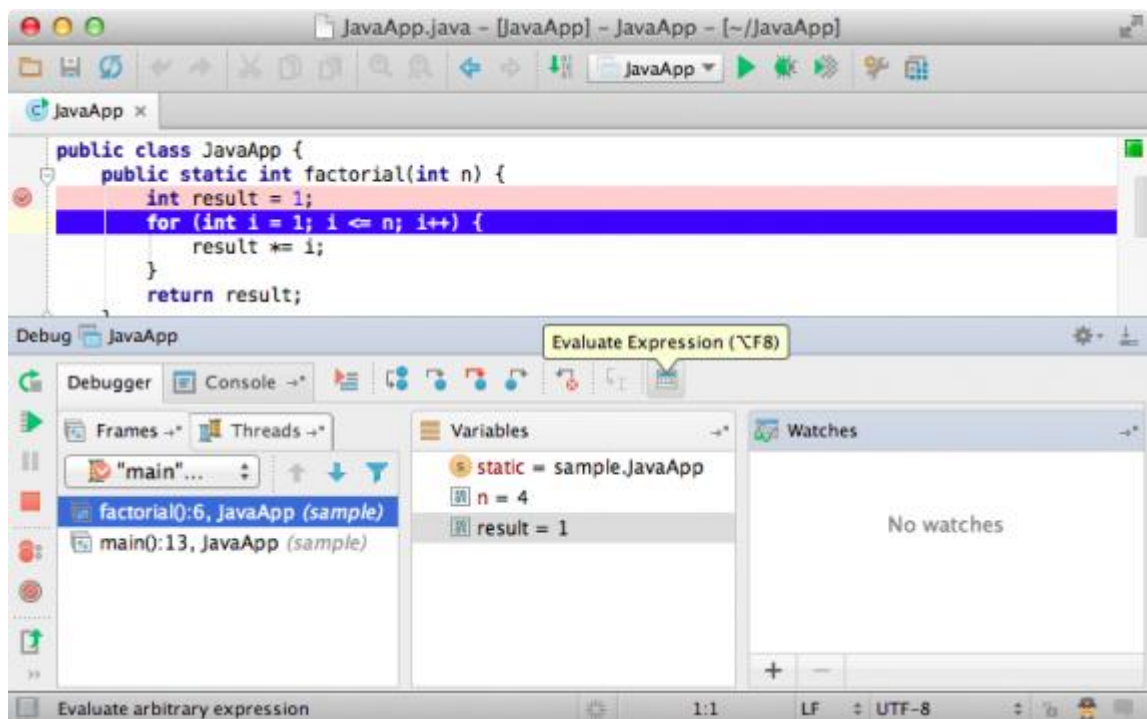 JavaApp.java – [JavaApp] – JavaApp – [~/JavaApp]
JavaApp
JavaApp ×
public class JavaApp {
public static int factorial(int n) {
int result = 1;
for (int i = 1; i <= n; i++) {
result *= i;
}
return result;
}
Debug JavaApp
Evaluate Expression (⌥F8)
Debugger Console
Frames Threads
Variables
Watches
"main"...
static = sample.JavaApp
n = 4
result = 1
factorial():6, JavaApp (sample)
main():13, JavaApp (sample)
No watches
Evaluate arbitrary expression 1:1 LF UTF-8